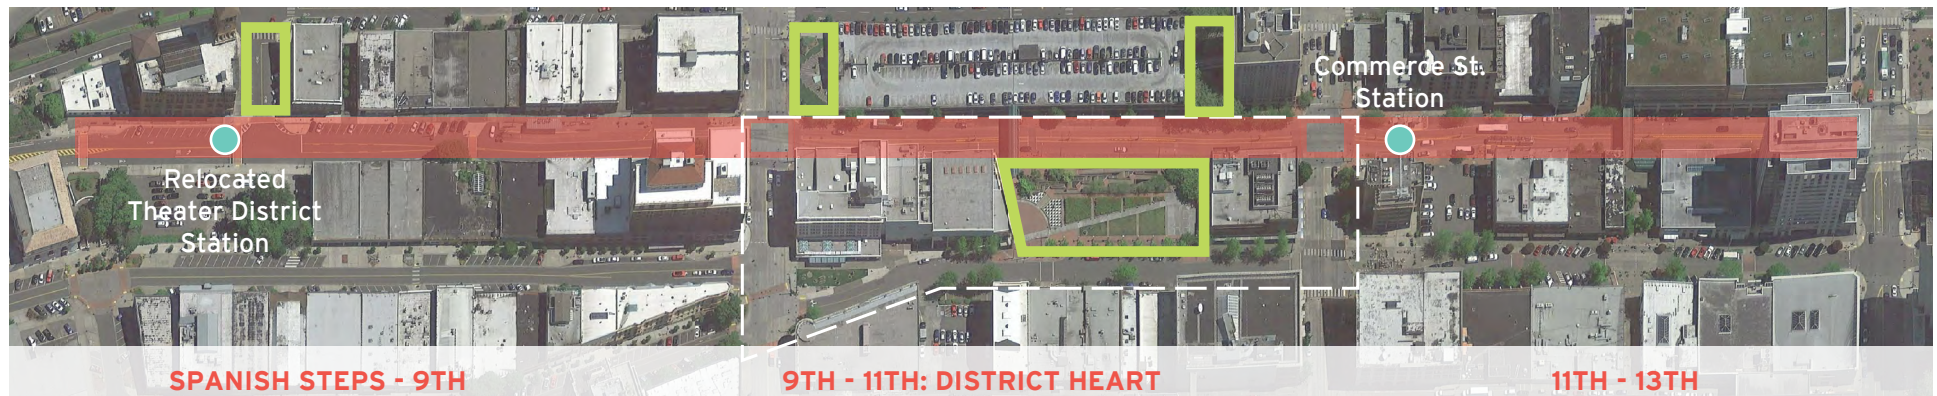 Commerce St.
Station
Relocated
Theater District
Station
SPANISH STEPS - 9TH
9TH - 11TH: DISTRICT HEART
11TH - 13TH